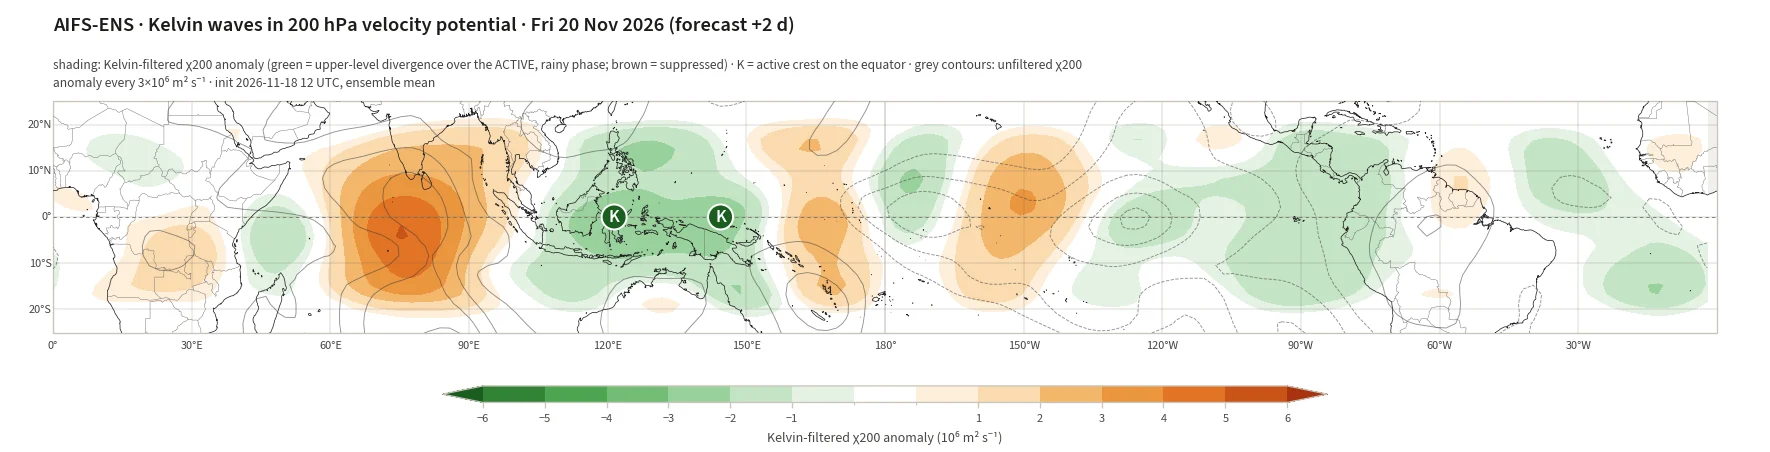 AIFS-ENS · Kelvin waves in 200 hPa velocity potential · Fri 20 Nov 2026 (forecast +2 d)
shading: Kelvin-filtered χ200 anomaly (green = upper-level divergence over the ACTIVE, rainy phase; brown = suppressed) · K = active crest on the equator · grey contours: unfiltered χ200
anomaly every 3×10⁶ m² s⁻¹ · init 2026-11-18 12 UTC, ensemble mean
20°N
10°N
0°
10°S
20°S
K K
0° 30°E 60°E 90°E 120°E 150°E 180° 150°W 120°W 90°W 60°W 30°W
−6 −5 −4 −3 −2 −1 1 2 3 4 5 6
Kelvin-filtered χ200 anomaly (10⁶ m² s⁻¹)